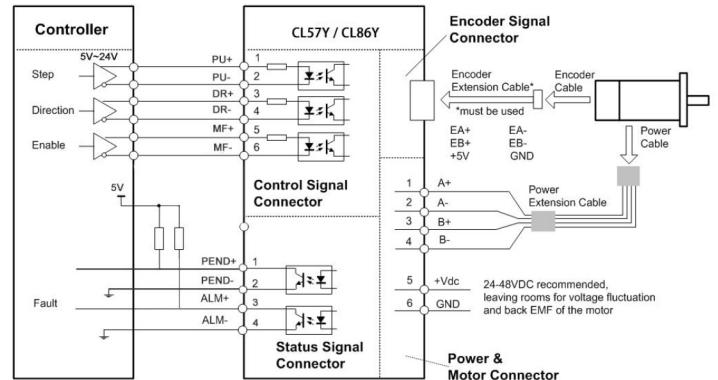 Controller
CL57Y / CL86Y
Encoder Signal
Connector
5V~24V
Step
Direction
Enable
PU+
PU-
DR+
DR-
MF+
MF-
1
2
3
4
5
6
Control Signal
Connector
Encoder
Extension Cable*
*must be used
Encoder
Cable
EA+ EA-
EB+ EB-
+5V GND
Power
Cable
5V
1 A+
2 A-
3 B+
4 B-
Power
Extension Cable
5 +Vdc
6 GND
24-48VDC recommended,
leaving rooms for voltage fluctuation
and back EMF of the motor
Fault
PEND+ 1
PEND- 2
ALM+ 3
ALM- 4
Status Signal
Connector
Power &
Motor Connector